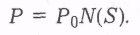 P = P₀N(S).